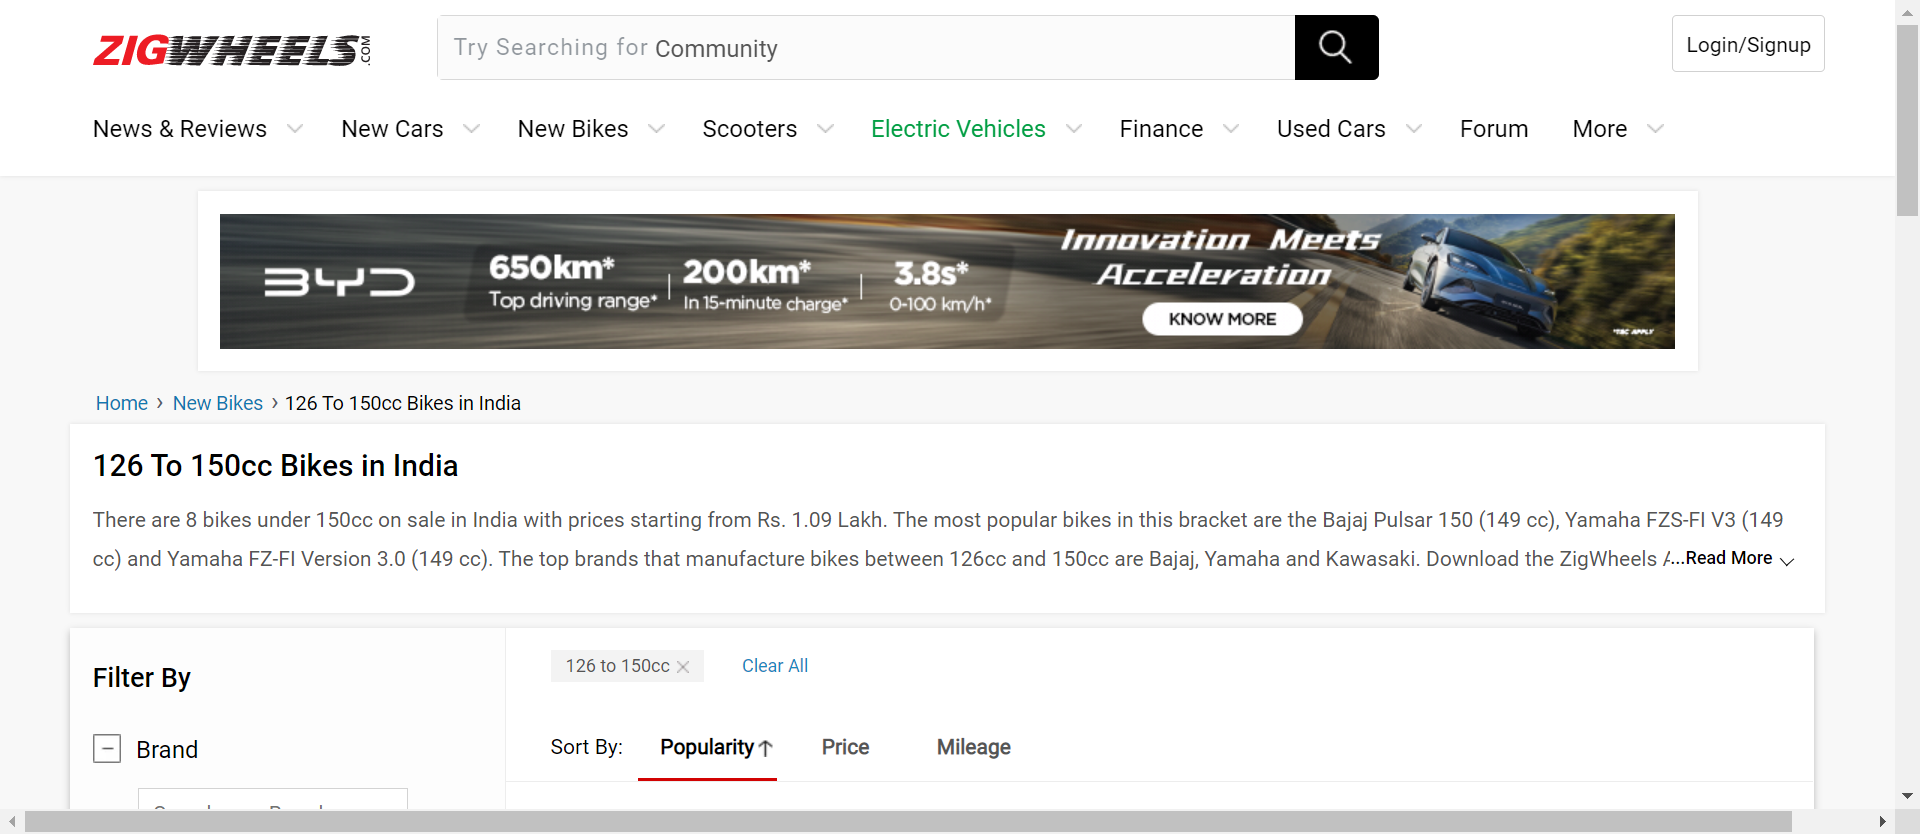 ZIGWHEELS.COM
Try Searching for Community
Login/Signup
News & Reviews New Cars New Bikes Scooters Electric Vehicles Finance Used Cars Forum More
BYD
650km*
Top driving range*
200km*
In 15-minute charge*
3.8s*
0-100 km/h*
Innovation Meets
Acceleration
KNOW MORE
*T&C APPLY
Home › New Bikes › 126 To 150cc Bikes in India
126 To 150cc Bikes in India
There are 8 bikes under 150cc on sale in India with prices starting from Rs. 1.09 Lakh. The most popular bikes in this bracket are the Bajaj Pulsar 150 (149 cc), Yamaha FZS-FI V3 (149
cc) and Yamaha FZ-FI Version 3.0 (149 cc). The top brands that manufacture bikes between 126cc and 150cc are Bajaj, Yamaha and Kawasaki. Download the ZigWheels ...Read More
Filter By
126 to 150cc Clear All
Sort By: Popularity Price Mileage
Brand